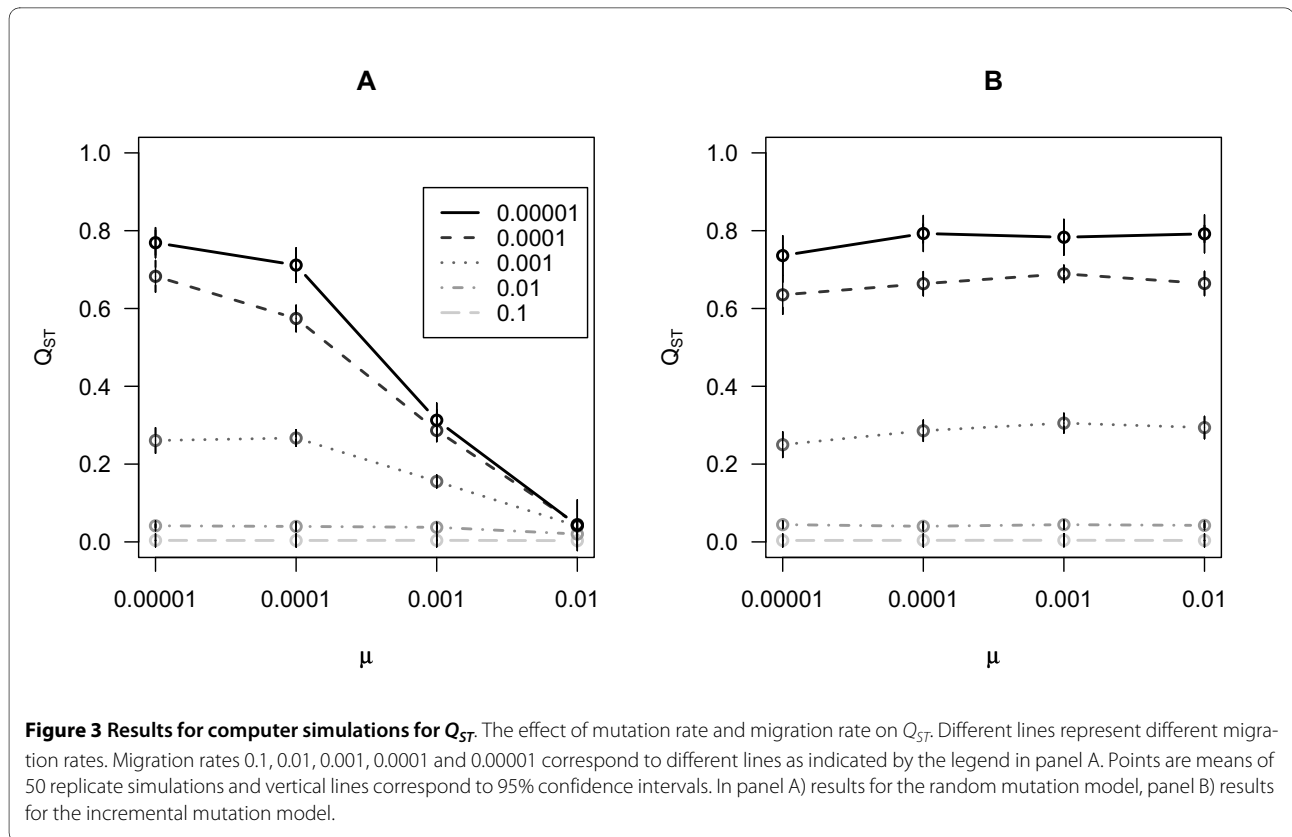 A
B
1.0
0.8
0.6
0.4
0.2
0.0
Q_ST
0.00001
0.0001
0.001
0.01
0.1
0.00001
0.0001
0.001
0.01
μ
1.0
0.8
0.6
0.4
0.2
0.0
Q_ST
0.00001
0.0001
0.001
0.01
μ
Figure 3 Results for computer simulations for Q_ST. The effect of mutation rate and migration rate on Q_ST. Different lines represent different migra-
tion rates. Migration rates 0.1, 0.01, 0.001, 0.0001 and 0.00001 correspond to different lines as indicated by the legend in panel A. Points are means of
50 replicate simulations and vertical lines correspond to 95% confidence intervals. In panel A) results for the random mutation model, panel B) results
for the incremental mutation model.